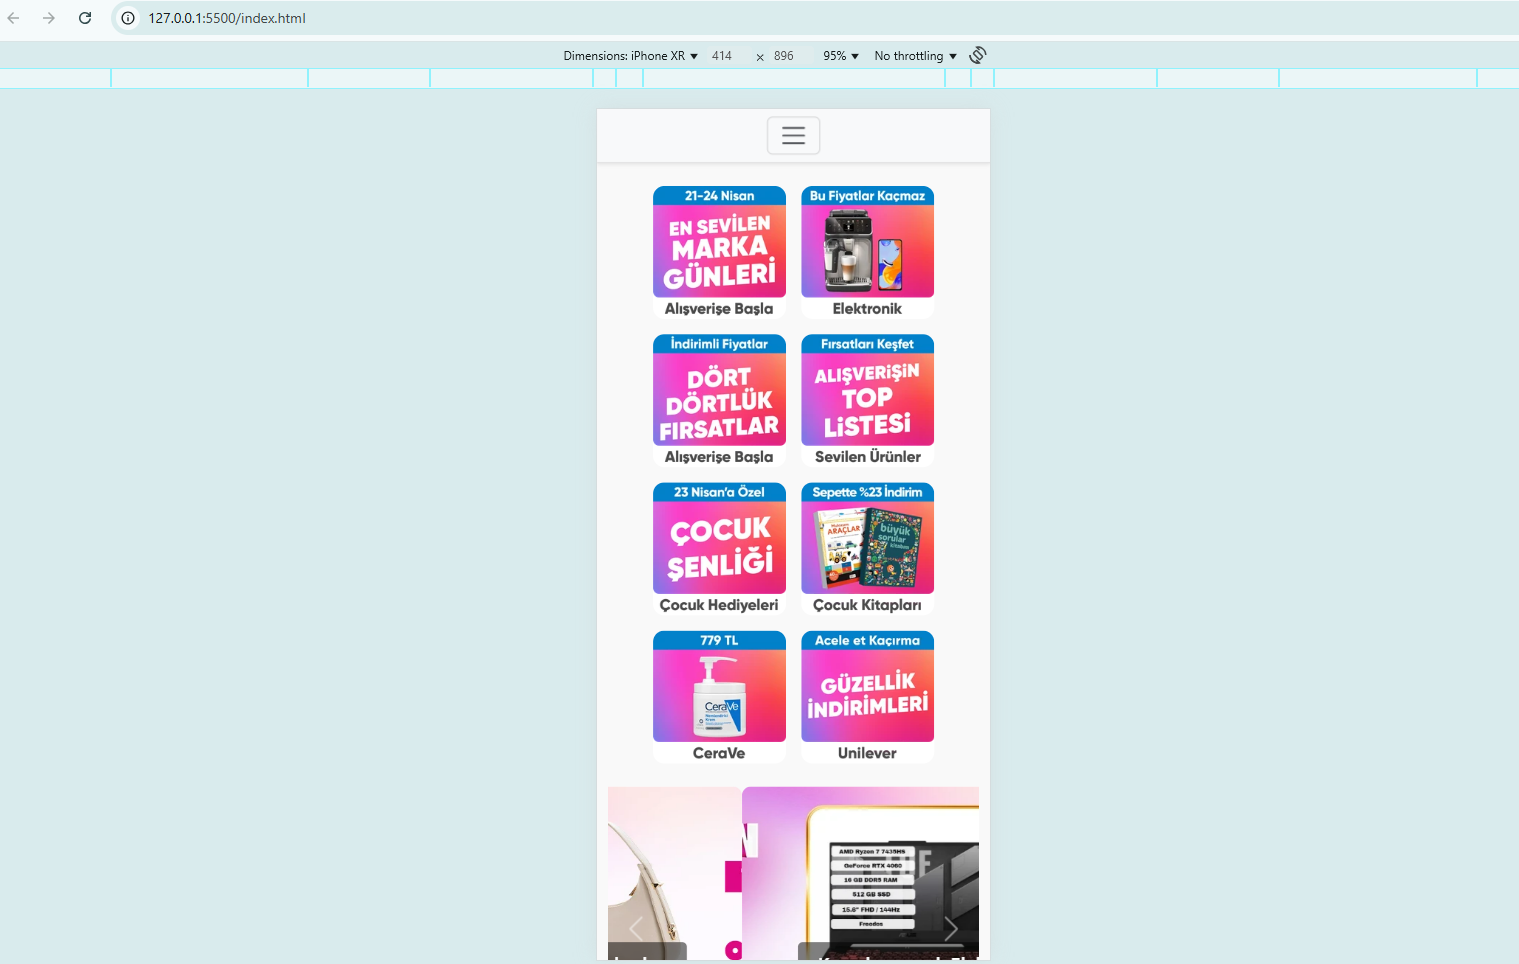 127.0.0.1:5500/index.html
Dimensions: iPhone XR 414 × 896 95% No throttling
21-24 Nisan
EN SEVİLEN
MARKA
GÜNLERİ
Alışverişe Başla
Bu Fiyatlar Kaçmaz
Elektronik
İndirimli Fiyatlar
DÖRT
DÖRTLÜK
FIRSATLAR
Alışverişe Başla
Fırsatları Keşfet
ALIŞVERİŞİN
TOP
LİSTESİ
Sevilen Ürünler
23 Nisan'a Özel
ÇOCUK
ŞENLİĞİ
Çocuk Hediyeleri
Sepette %23 İndirim
ARAÇLAR
büyük
sorular
kitabım
Çocuk Kitapları
779 TL
CeraVe
Nemlendirici
Krem
CeraVe
Acele et Kaçırma
GÜZELLİK
İNDİRİMLERİ
Unilever
AMD Ryzen 7 7435HS
GeForce RTX 4060
16 GB DDR5 RAM
512 GB SSD
15.6" FHD / 144Hz
Freedos